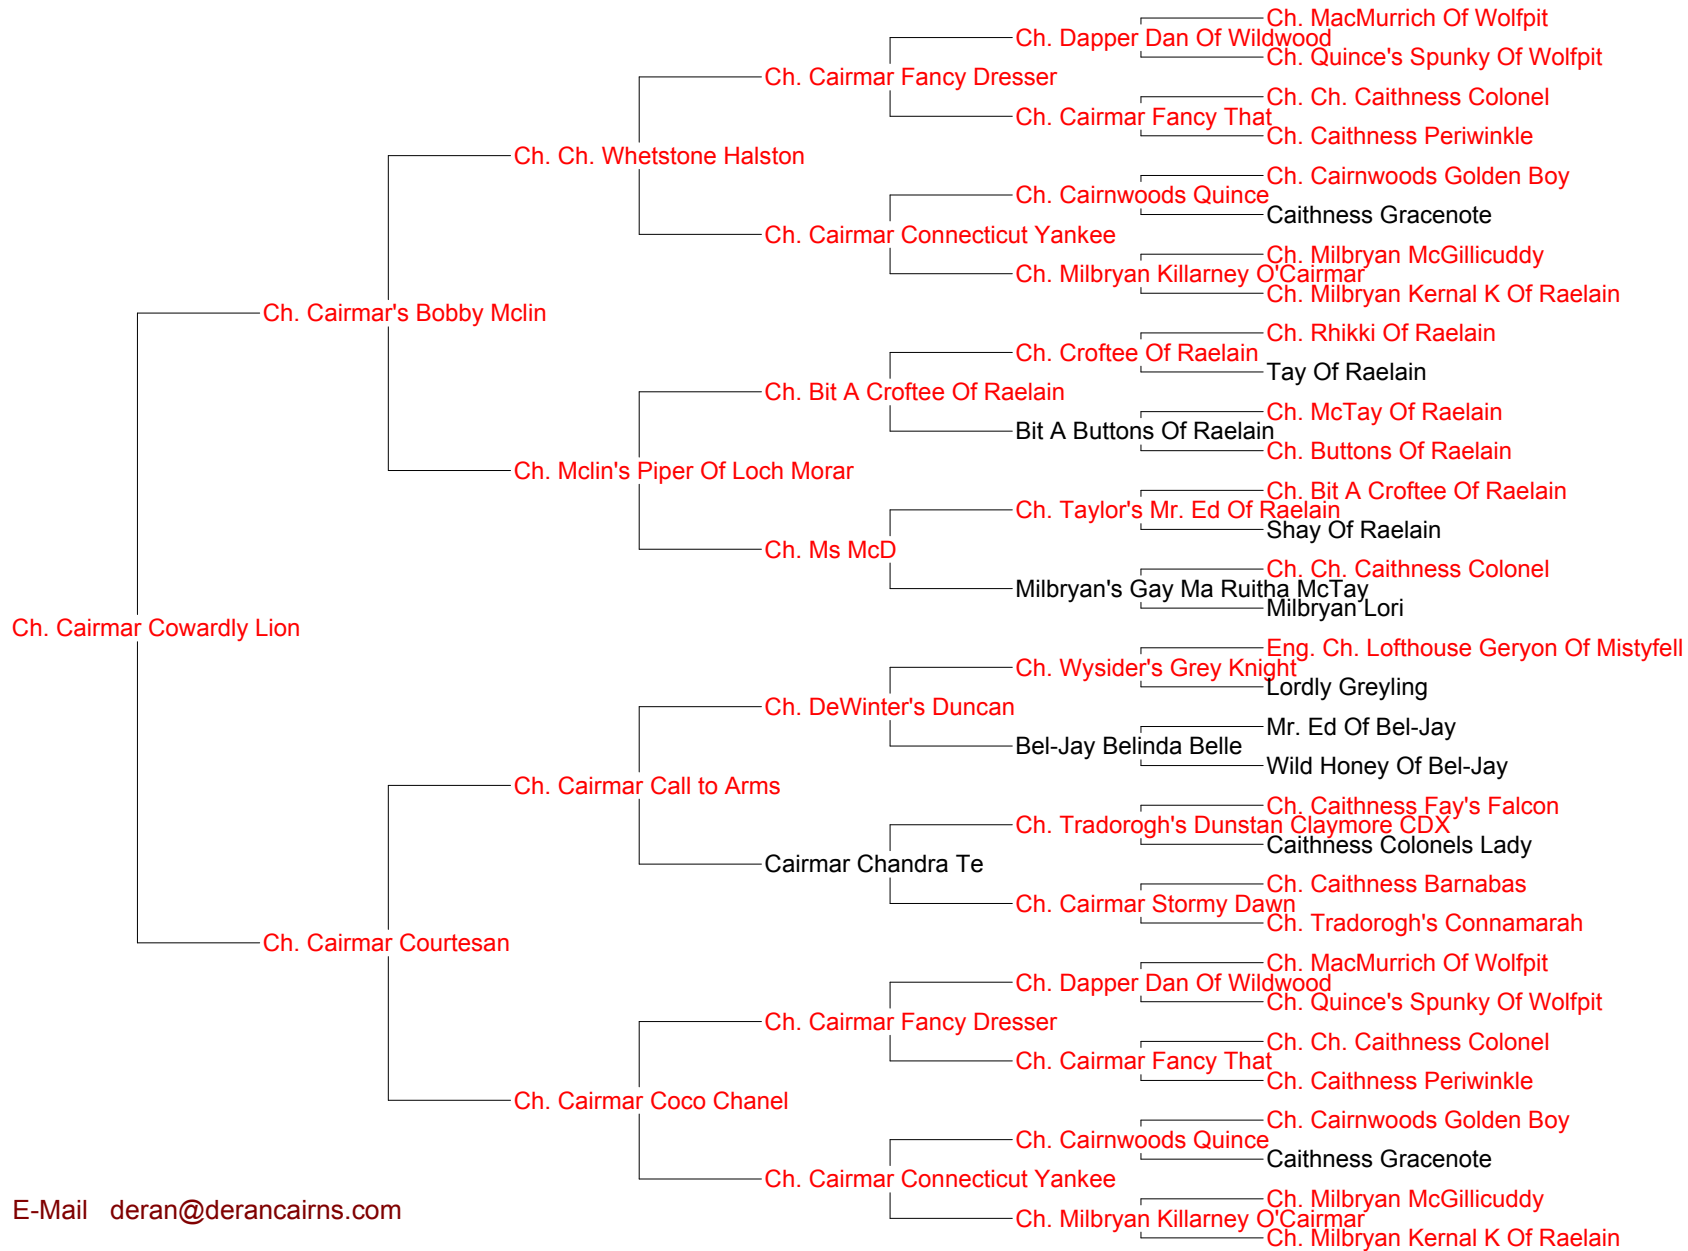 Ch. MacMurrich Of Wolfpit
Ch. Dapper Dan Of Wildwood
Ch. Quince's Spunky Of Wolfpit
Ch. Cairmar Fancy Dresser
Ch. Ch. Caithness Colonel
Ch. Cairmar Fancy That
Ch. Caithness Periwinkle
Ch. Ch. Whetstone Halston
Ch. Cairnwoods Golden Boy
Ch. Cairnwoods Quince
Caithness Gracenote
Ch. Cairmar Connecticut Yankee
Ch. Milbryan McGillicuddy
Ch. Milbryan Killarney O'Cairmar
Ch. Milbryan Kernal K Of Raelain
Ch. Cairmar's Bobby Mclin
Ch. Rhikki Of Raelain
Ch. Croftee Of Raelain
Tay Of Raelain
Ch. Bit A Croftee Of Raelain
Ch. McTay Of Raelain
Bit A Buttons Of Raelain
Ch. Buttons Of Raelain
Ch. Mclin's Piper Of Loch Morar
Ch. Bit A Croftee Of Raelain
Ch. Taylor's Mr. Ed Of Raelain
Shay Of Raelain
Ch. Ms McD
Ch. Ch. Caithness Colonel
Milbryan's Gay Ma Ruitha McTay
Milbryan Lori
Ch. Cairmar Cowardly Lion
Eng. Ch. Lofthouse Geryon Of Mistyfell
Ch. Wysider's Grey Knight
Lordly Greyling
Ch. DeWinter's Duncan
Mr. Ed Of Bel-Jay
Bel-Jay Belinda Belle
Wild Honey Of Bel-Jay
Ch. Cairmar Call to Arms
Ch. Caithness Fay's Falcon
Ch. Tradorogh's Dunstan Claymore CDX
Caithness Colonels Lady
Cairmar Chandra Te
Ch. Caithness Barnabas
Ch. Cairmar Stormy Dawn
Ch. Tradorogh's Connamarah
Ch. Cairmar Courtesan
Ch. MacMurrich Of Wolfpit
Ch. Dapper Dan Of Wildwood
Ch. Quince's Spunky Of Wolfpit
Ch. Cairmar Fancy Dresser
Ch. Ch. Caithness Colonel
Ch. Cairmar Fancy That
Ch. Caithness Periwinkle
Ch. Cairmar Coco Chanel
Ch. Cairnwoods Golden Boy
Ch. Cairnwoods Quince
Caithness Gracenote
Ch. Cairmar Connecticut Yankee
Ch. Milbryan McGillicuddy
Ch. Milbryan Killarney O'Cairmar
Ch. Milbryan Kernal K Of Raelain
E-Mail deran@derancairns.com